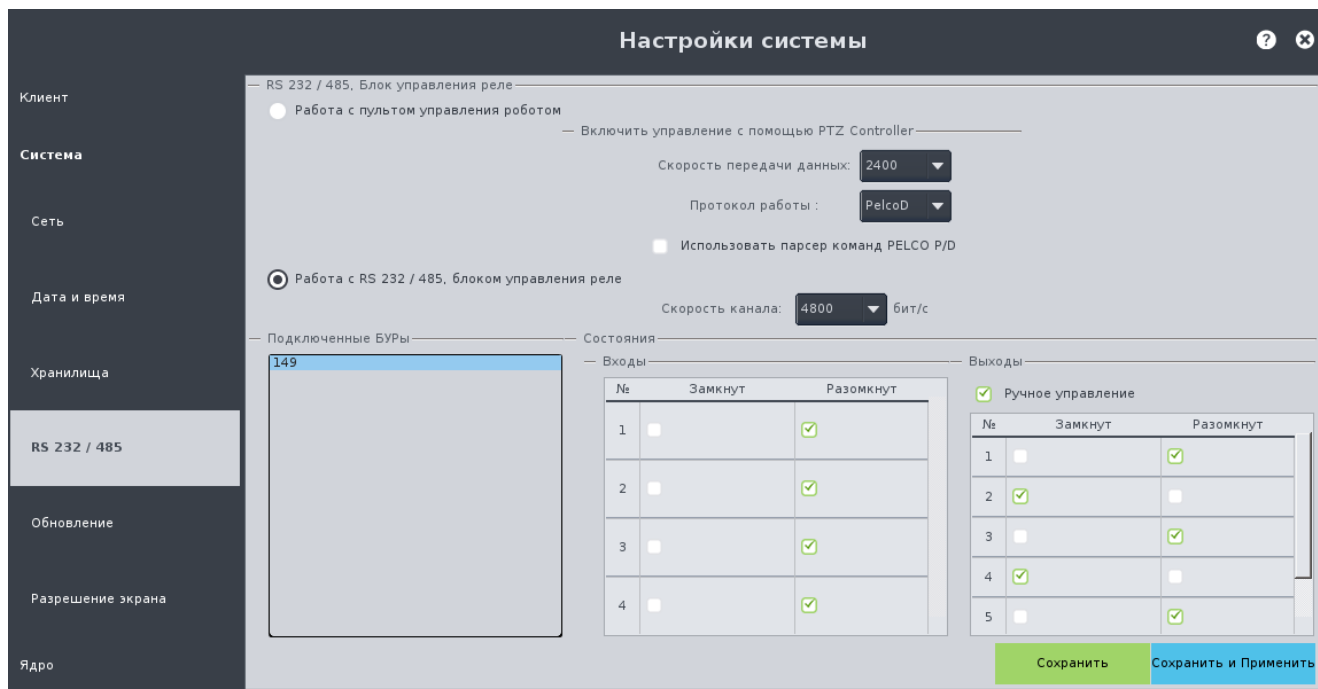 Настройки системы
?
Клиент
Система
Сеть
Дата и время
Хранилища
RS 232 / 485
Обновление
Разрешение экрана
Ядро
RS 232 / 485, Блок управления реле
Работа с пультом управления роботом
Включить управление с помощью PTZ Controller
Скорость передачи данных: 2400
Протокол работы : PelcoD
Использовать парсер команд PELCO P/D
Работа с RS 232 / 485, блоком управления реле
Скорость канала: 4800 бит/с
Подключенные БУРы
149
Состояния
Входы
№ Замкнут Разомкнут
1
2
3
4
Выходы
Ручное управление
№ Замкнут Разомкнут
1
2
3
4
5
Сохранить
Сохранить и Применить